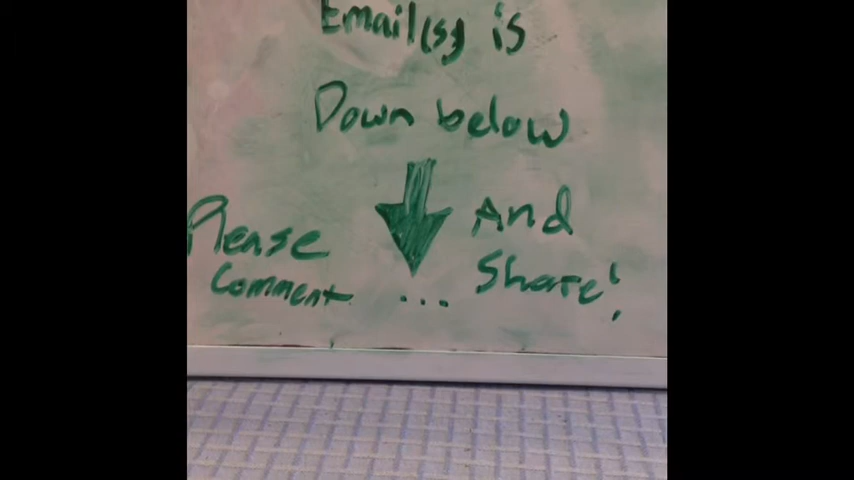 Email(s) is
Down below
Please And
Comment ... Share!